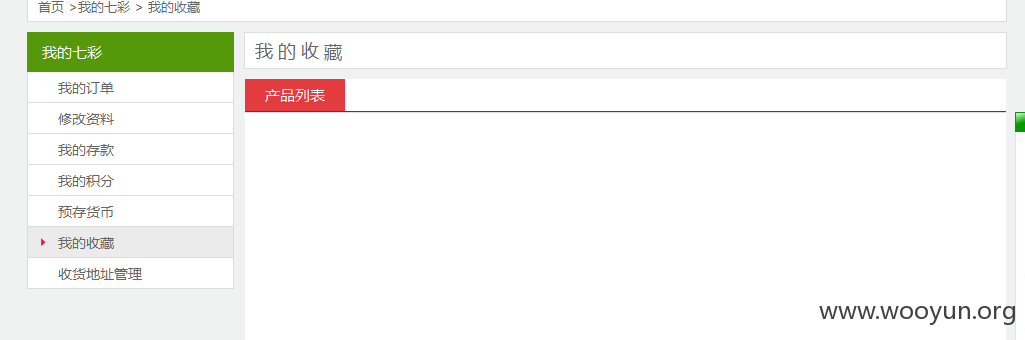 首页 >我的七彩 > 我的收藏
我的七彩
我的订单
修改资料
我的存款
我的积分
预存货币
我的收藏
收货地址管理
我的收藏
产品列表
www.wooyun.org